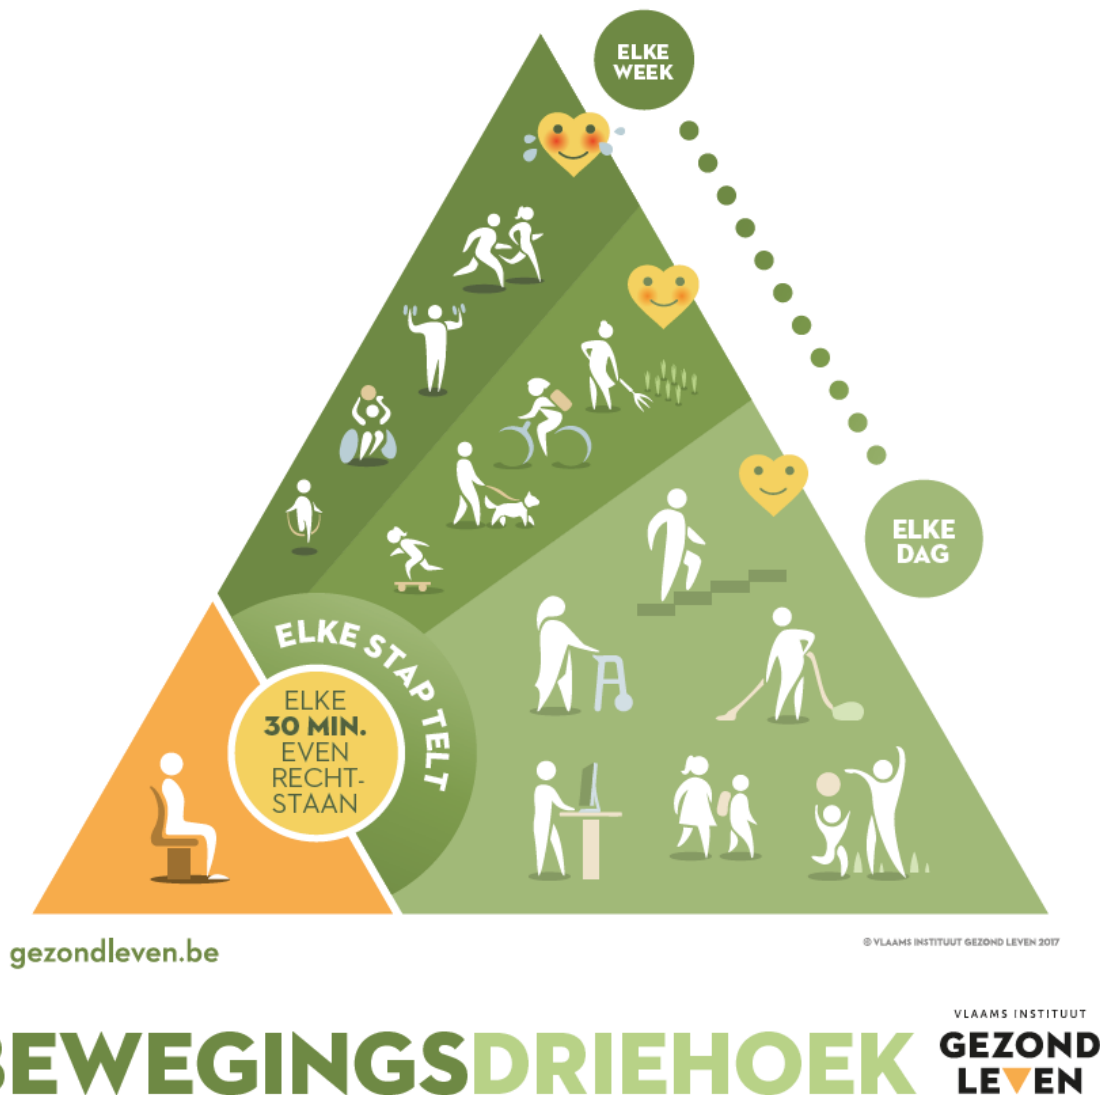 ELKE
WEEK
ELKE
DAG
ELKE STAP TELT
ELKE
30 MIN.
EVEN
RECHT-
STAAN
gezondleven.be
© VLAAMS INSTITUUT GEZOND LEVEN 2017
BEWEGINGSDRIEHOEK
VLAAMS INSTITUUT
GEZOND
LEVEN